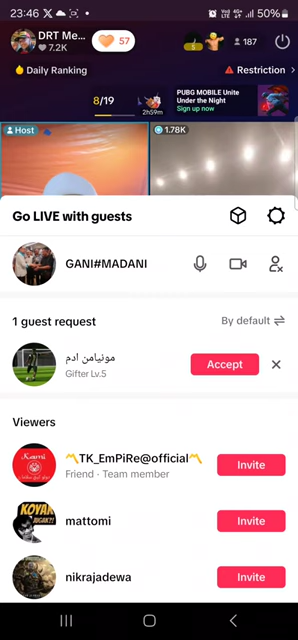 23:46
50%
DRT Me...
7.2K
57
187
Daily Ranking
Restriction
8/19
2h59m
PUBG MOBILE Unite
Under the Night
Sign up now
Host
1.78K
Go LIVE with guests
GANI#MADANI
1 guest request
By default
مونيامن ادم
Gifter Lv.5
Accept
Viewers
TK_EmPiRe@official
Friend · Team member
Invite
mattomi
Invite
nikrajadewa
Invite